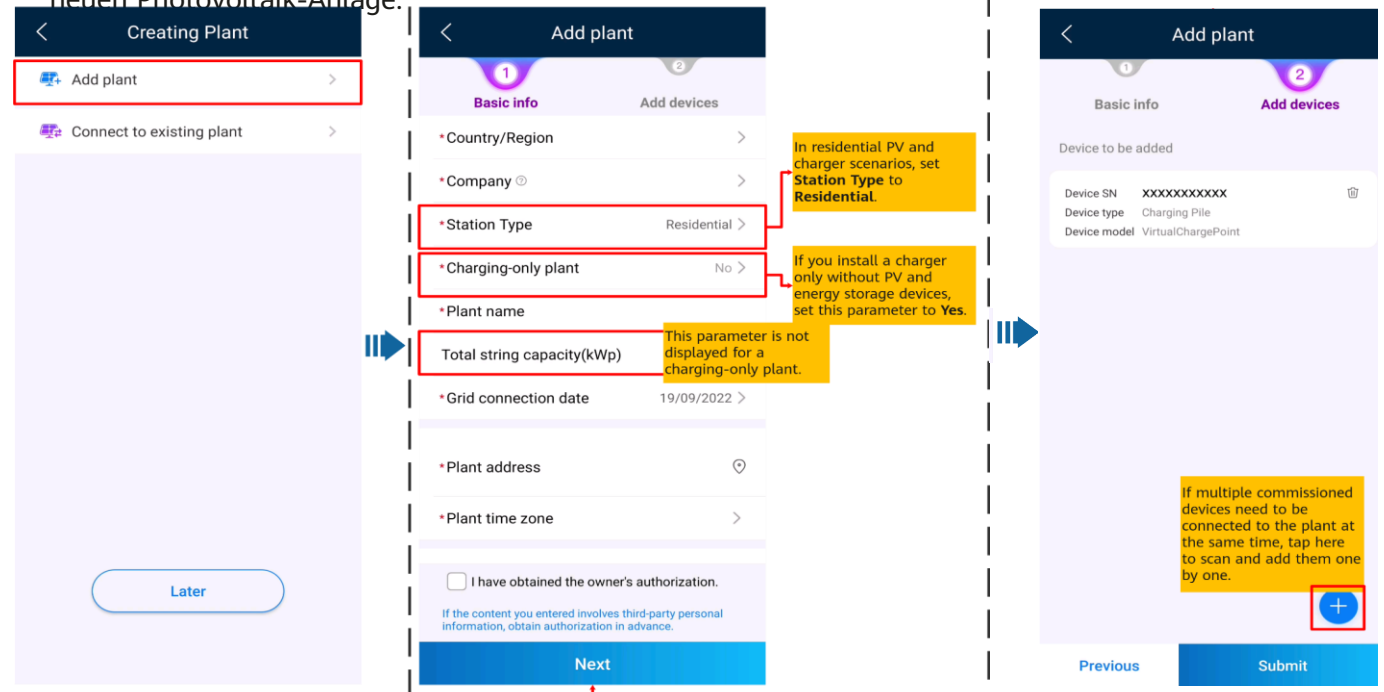 neuen Photovoltaik-Anlage.
Creating Plant
Add plant
Connect to existing plant
Later
Add plant
1
2
Basic info
Add devices
*Country/Region
*Company
*Station Type
Residential
*Charging-only plant
No
*Plant name
Total string capacity(kWp)
*Grid connection date
19/09/2022
*Plant address
*Plant time zone
I have obtained the owner's authorization.
If the content you entered involves third-party personal
information, obtain authorization in advance.
Next
In residential PV and
charger scenarios, set
Station Type to
Residential.
If you install a charger
only without PV and
energy storage devices,
set this parameter to Yes.
This parameter is not
displayed for a
charging-only plant.
Add plant
1
2
Basic info
Add devices
Device to be added
Device SN XXXXXXXXXXX
Device type Charging Pile
Device model VirtualChargePoint
If multiple commissioned
devices need to be
connected to the plant at
the same time, tap here
to scan and add them one
by one.
Previous
Submit